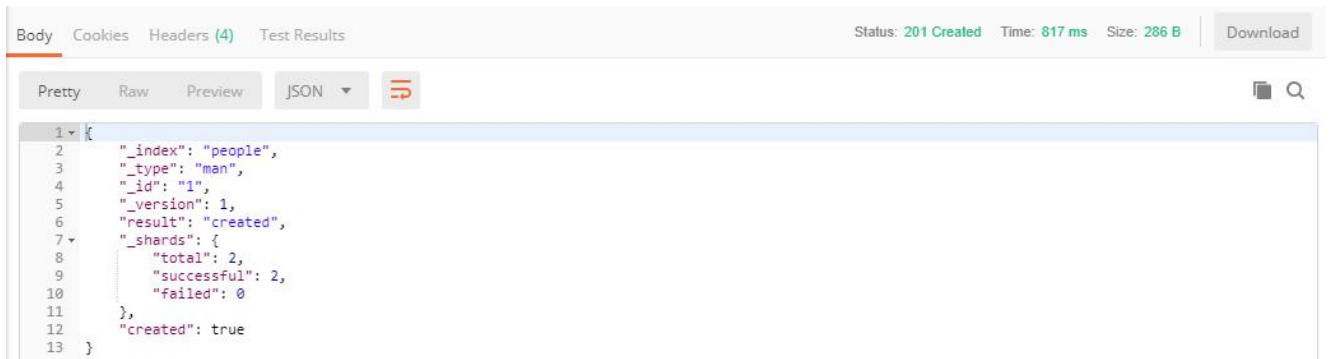 Body Cookies Headers (4) Test Results Status: 201 Created Time: 817 ms Size: 286 B Download
Pretty Raw Preview JSON
1 {
2 "_index": "people",
3 "_type": "man",
4 "_id": "1",
5 "_version": 1,
6 "result": "created",
7 "_shards": {
8 "total": 2,
9 "successful": 2,
10 "failed": 0
11 },
12 "created": true
13 }